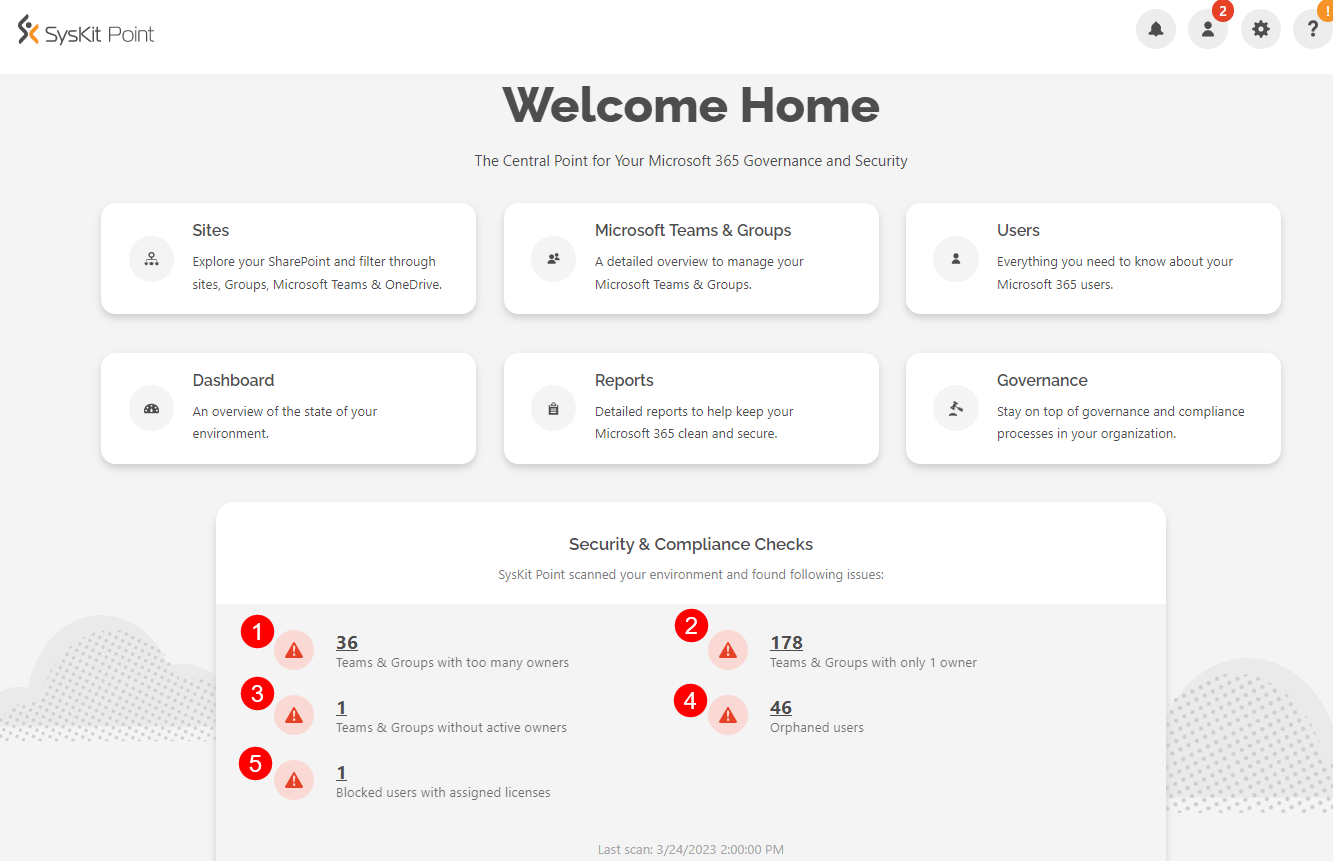 SysKit Point
2
!
?
Welcome Home
The Central Point for Your Microsoft 365 Governance and Security
Sites
Explore your SharePoint and filter through
sites, Groups, Microsoft Teams & OneDrive.
Microsoft Teams & Groups
A detailed overview to manage your
Microsoft Teams & Groups.
Users
Everything you need to know about your
Microsoft 365 users.
Dashboard
An overview of the state of your
environment.
Reports
Detailed reports to help keep your
Microsoft 365 clean and secure.
Governance
Stay on top of governance and compliance
processes in your organization.
Security & Compliance Checks
SysKit Point scanned your environment and found following issues:
1
36
Teams & Groups with too many owners
2
178
Teams & Groups with only 1 owner
3
1
Teams & Groups without active owners
4
46
Orphaned users
5
1
Blocked users with assigned licenses
Last scan: 3/24/2023 2:00:00 PM